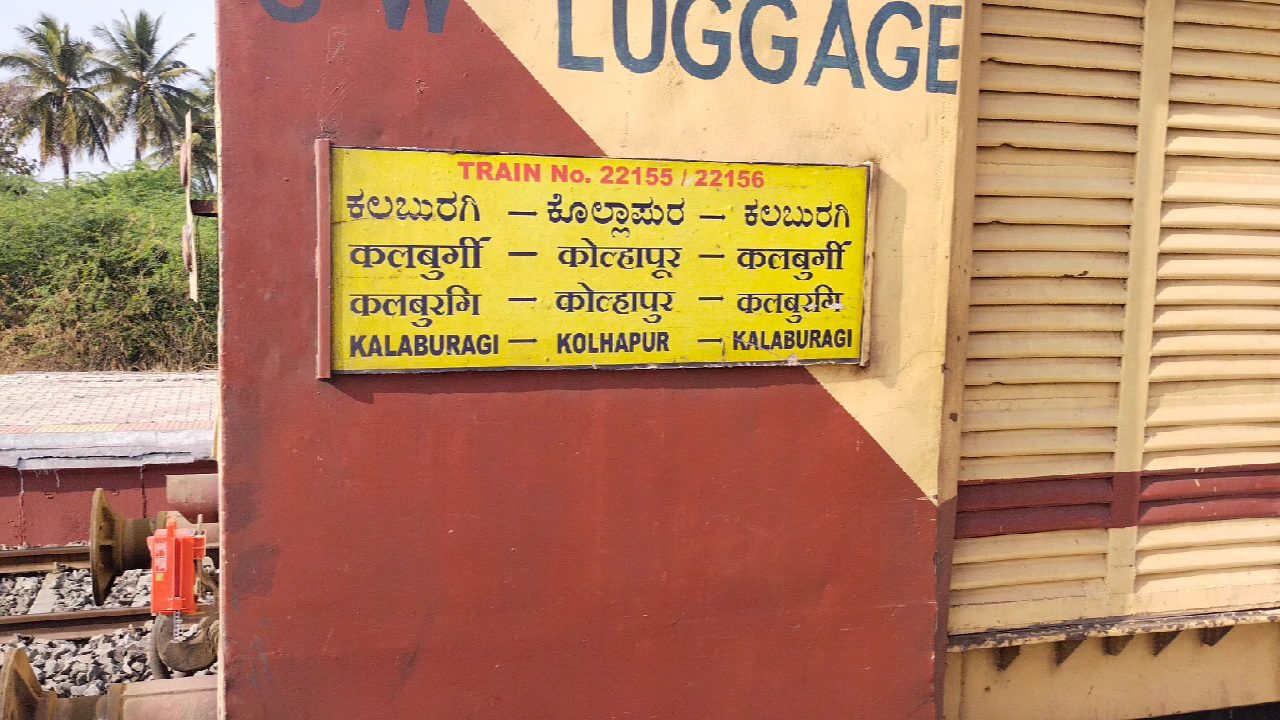 LUGGAGE
TRAIN No. 22155 / 22156
ಕಲಬುರಗಿ — ಕೊಲ್ಲಾಪುರ — ಕಲಬುರಗಿ
कलबुर्गी — कोल्हापूर — कलबुर्गी
कलबुरगि — कोल्हापुर — कलबुरगि
KALABURAGI — KOLHAPUR — KALABURAGI